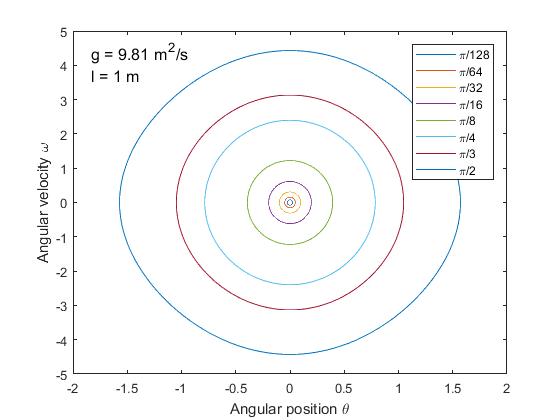 g = 9.81 m²/s
l = 1 m
π/128
π/64
π/32
π/16
π/8
π/4
π/3
π/2
5
4
3
2
1
0
-1
-2
-3
-4
-5
Angular velocity ω
-2 -1.5 -1 -0.5 0 0.5 1 1.5 2
Angular position θ